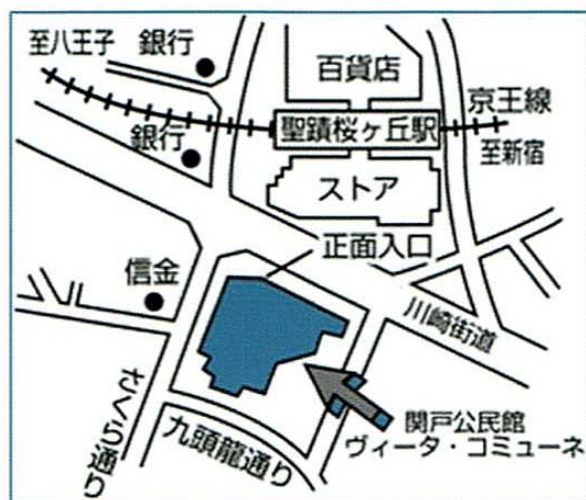 至八王子
銀行
百貨店
京王線
聖蹟桜ヶ丘駅
至新宿
銀行
ストア
正面入口
信金
川崎街道
さくら通り
九頭龍通り
関戸公民館
ヴィータ・コミューネ